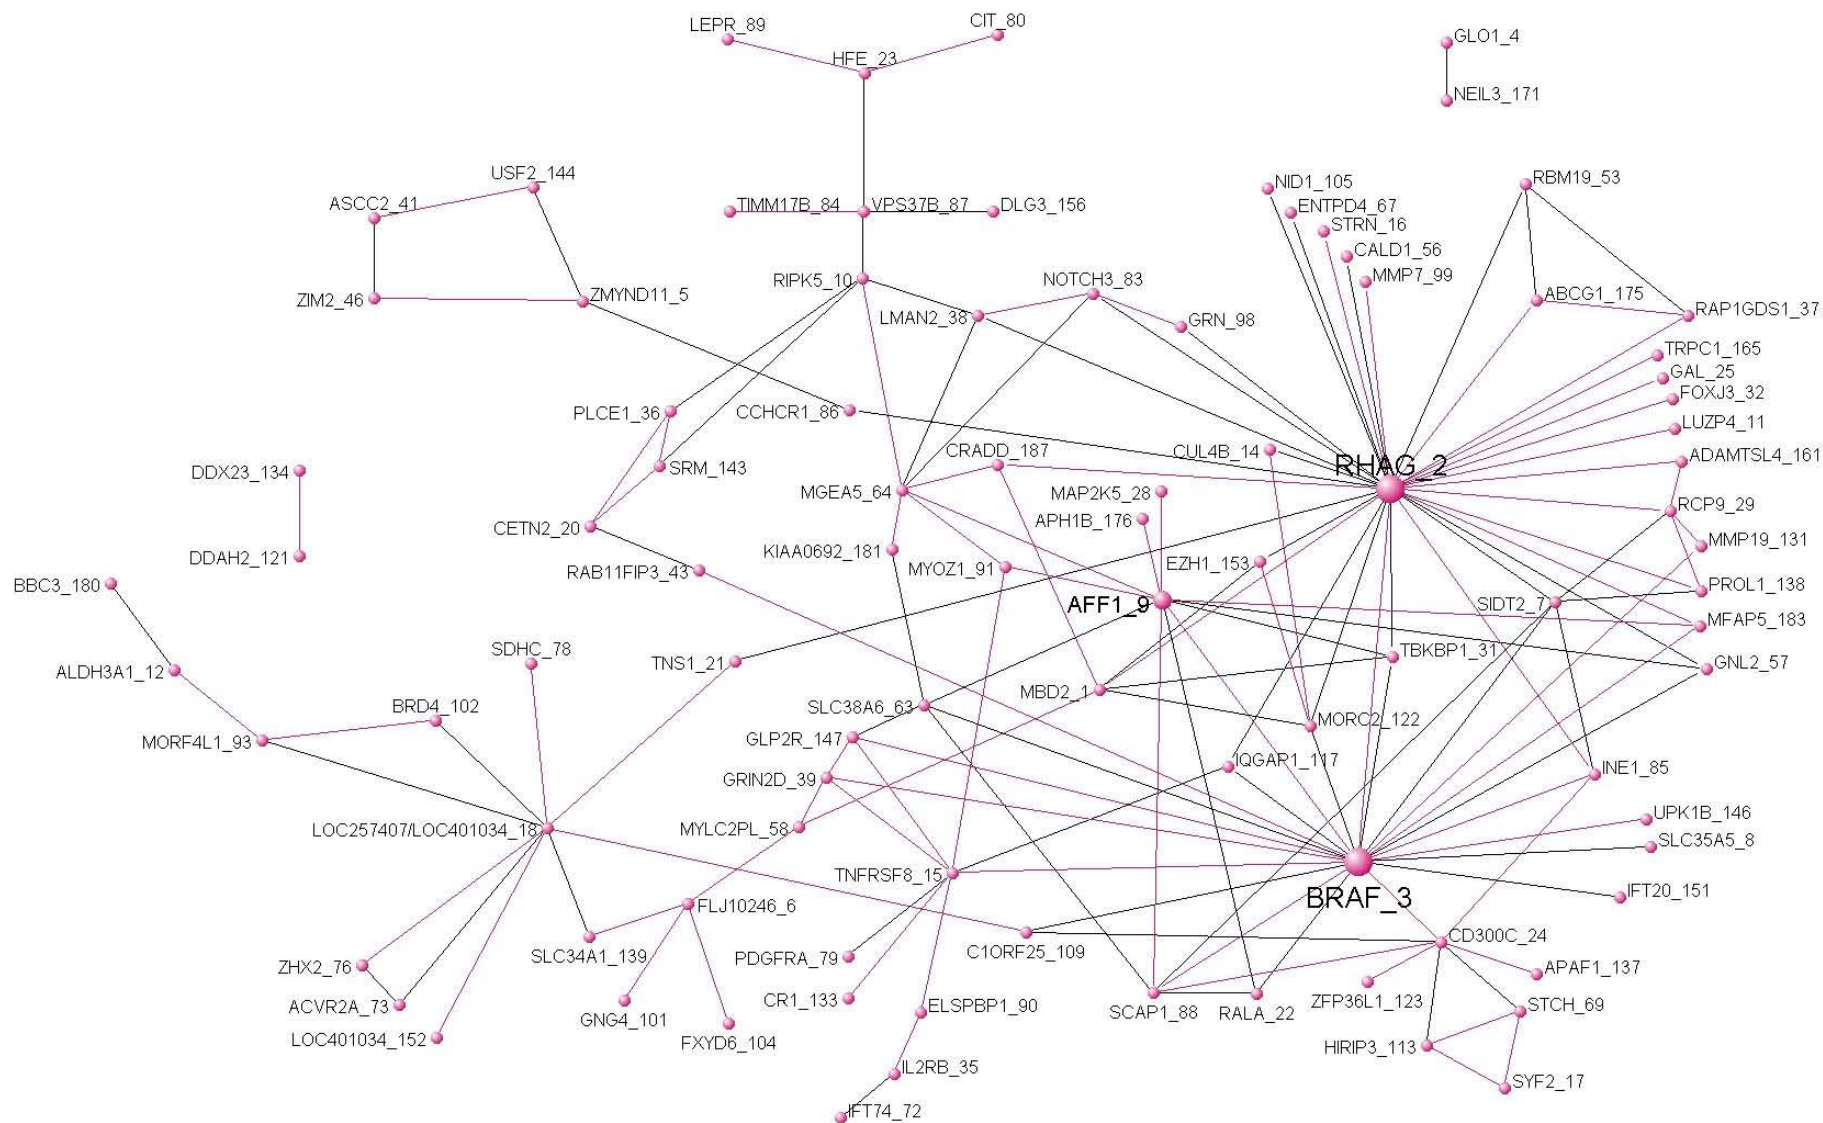 LEPR_89
CIT_80
GLO1_4
HFE_23
NEIL3_171
USF2_144
RBM19_53
NID1_105
ASCC2_41
TIMM17B_84
VPS37B_87
DLG3_156
ENTPD4_67
STRN_16
CALD1_56
MMP7_99
RIPK5_10
NOTCH3_83
ZIM2_46
ZMYND11_5
ABCG1_175
RAP1GDS1_37
LMAN2_38
GRN_98
TRPC1_165
GAL_25
FOXJ3_32
PLCE1_36
CCHCR1_86
LUZP4_11
CRADD_187
CUL4B_14
RHAG_2
ADAMTSL4_161
DDX23_134
SRM_143
MGEA5_64
MAP2K5_28
RCP9_29
APH1B_176
CETN2_20
MMP19_131
KIAA0692_181
DDAH2_121
RAB11FIP3_43
MYOZ1_91
EZH1_153
BBC3_180
PROL1_138
AFF1_9
SIDT2_7
MFAP5_183
SDHC_78
TNS1_21
TBKBP1_31
GNL2_57
ALDH3A1_12
MBD2_1
BRD4_102
SLC38A6_63
MORC2_122
MORF4L1_93
GLP2R_147
IQGAP1_117
INE1_85
GRIN2D_39
UPK1B_146
LOC257407/LOC401034_18
MYLC2PL_58
SLC35A5_8
TNFRSF8_15
BRAF_3
IFT20_151
FLJ10246_6
CD300C_24
SLC34A1_139
PDGFRA_79
C1ORF25_109
ZHX2_76
APAF1_137
ACVR2A_73
CR1_133
ZFP36L1_123
GNG4_101
ELSPBP1_90
SCAP1_88
RALA_22
STCH_69
LOC401034_152
FXYD6_104
HIRIP3_113
IL2RB_35
SYF2_17
IFT74_72